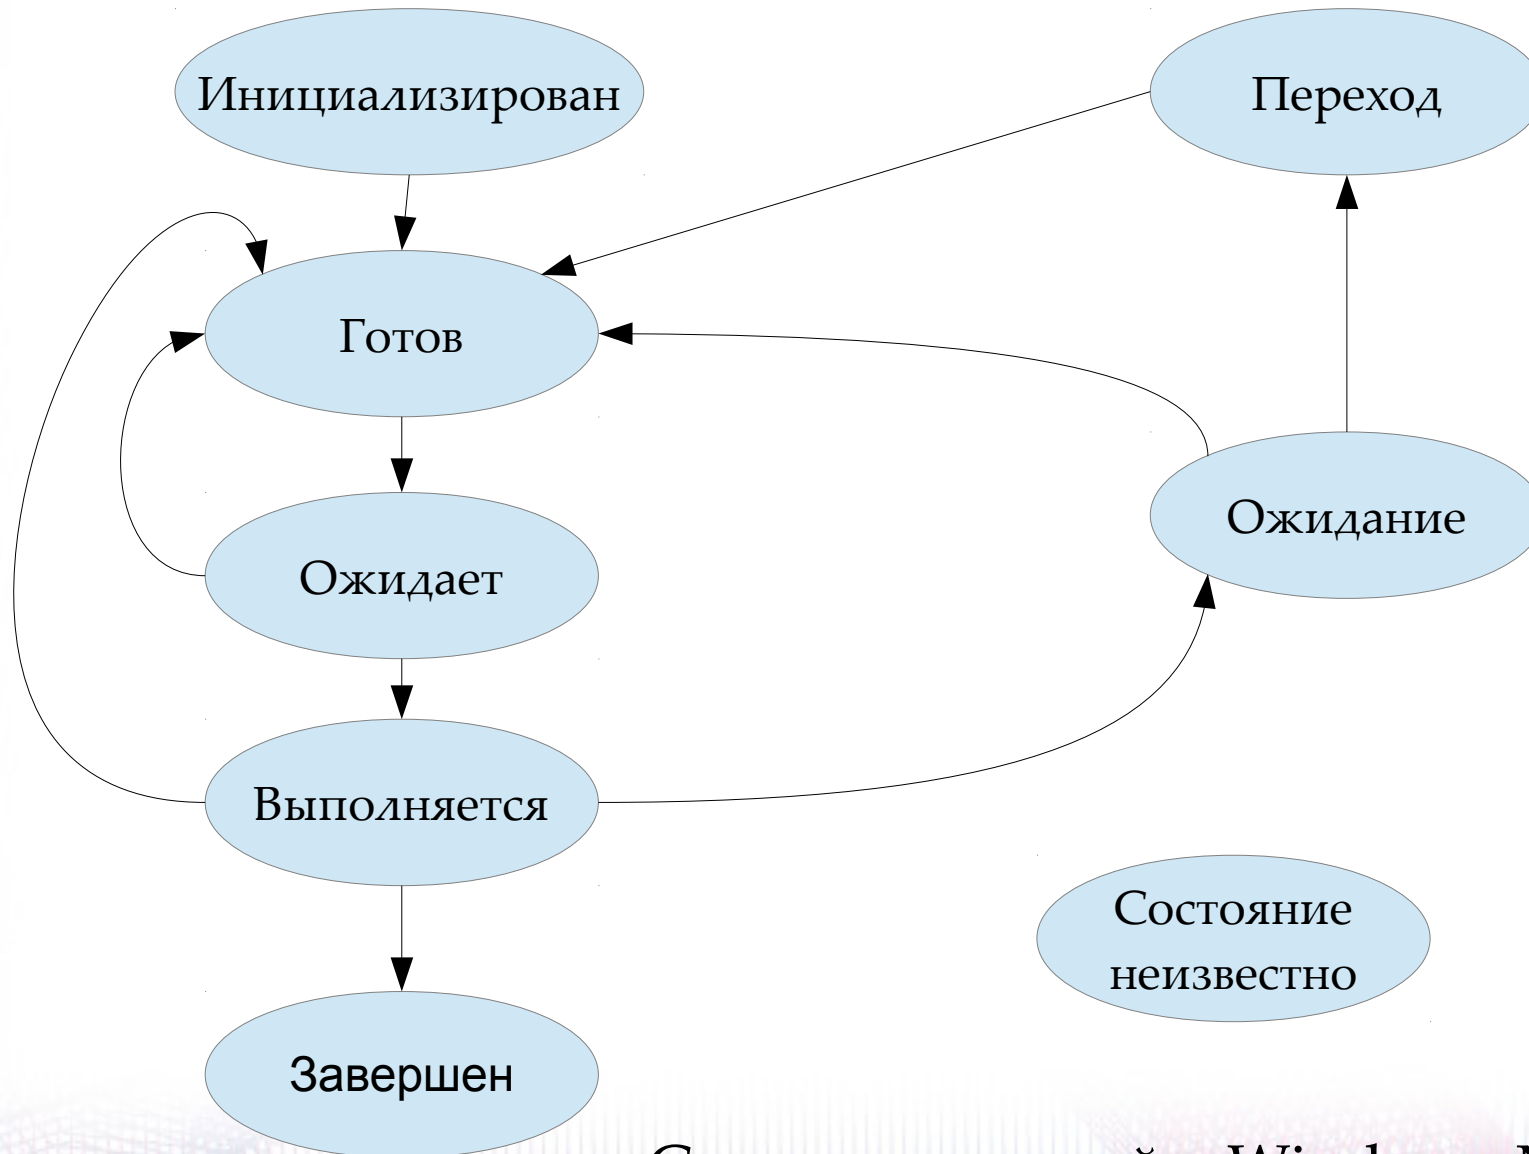 Инициализирован
Переход
Готов
Ожидание
Ожидает
Выполняется
Состояние
неизвестно
Завершен